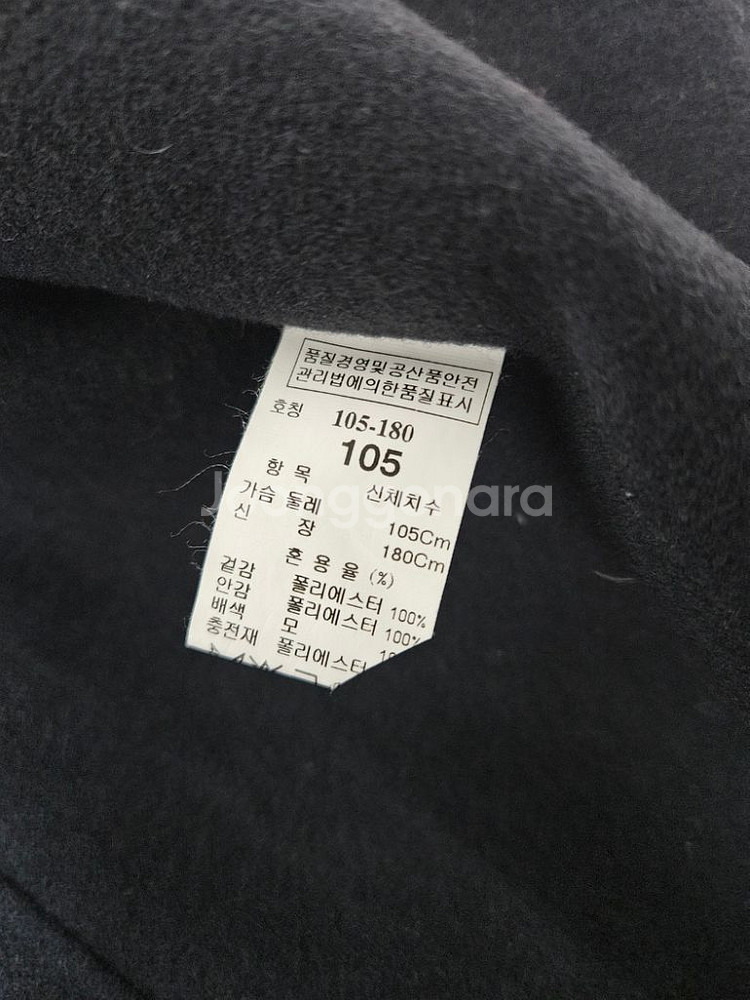 품질경영및공산품안전
관리법에의한품질표시
호칭 105-180
105
항 목 신체치수
가슴 둘레 105Cm
신 장 180Cm
혼 용 율 (%)
겉감 폴리에스터 100%
안감 폴리에스터 100%
배색 모
충전재 폴리에스터
Joonggonara